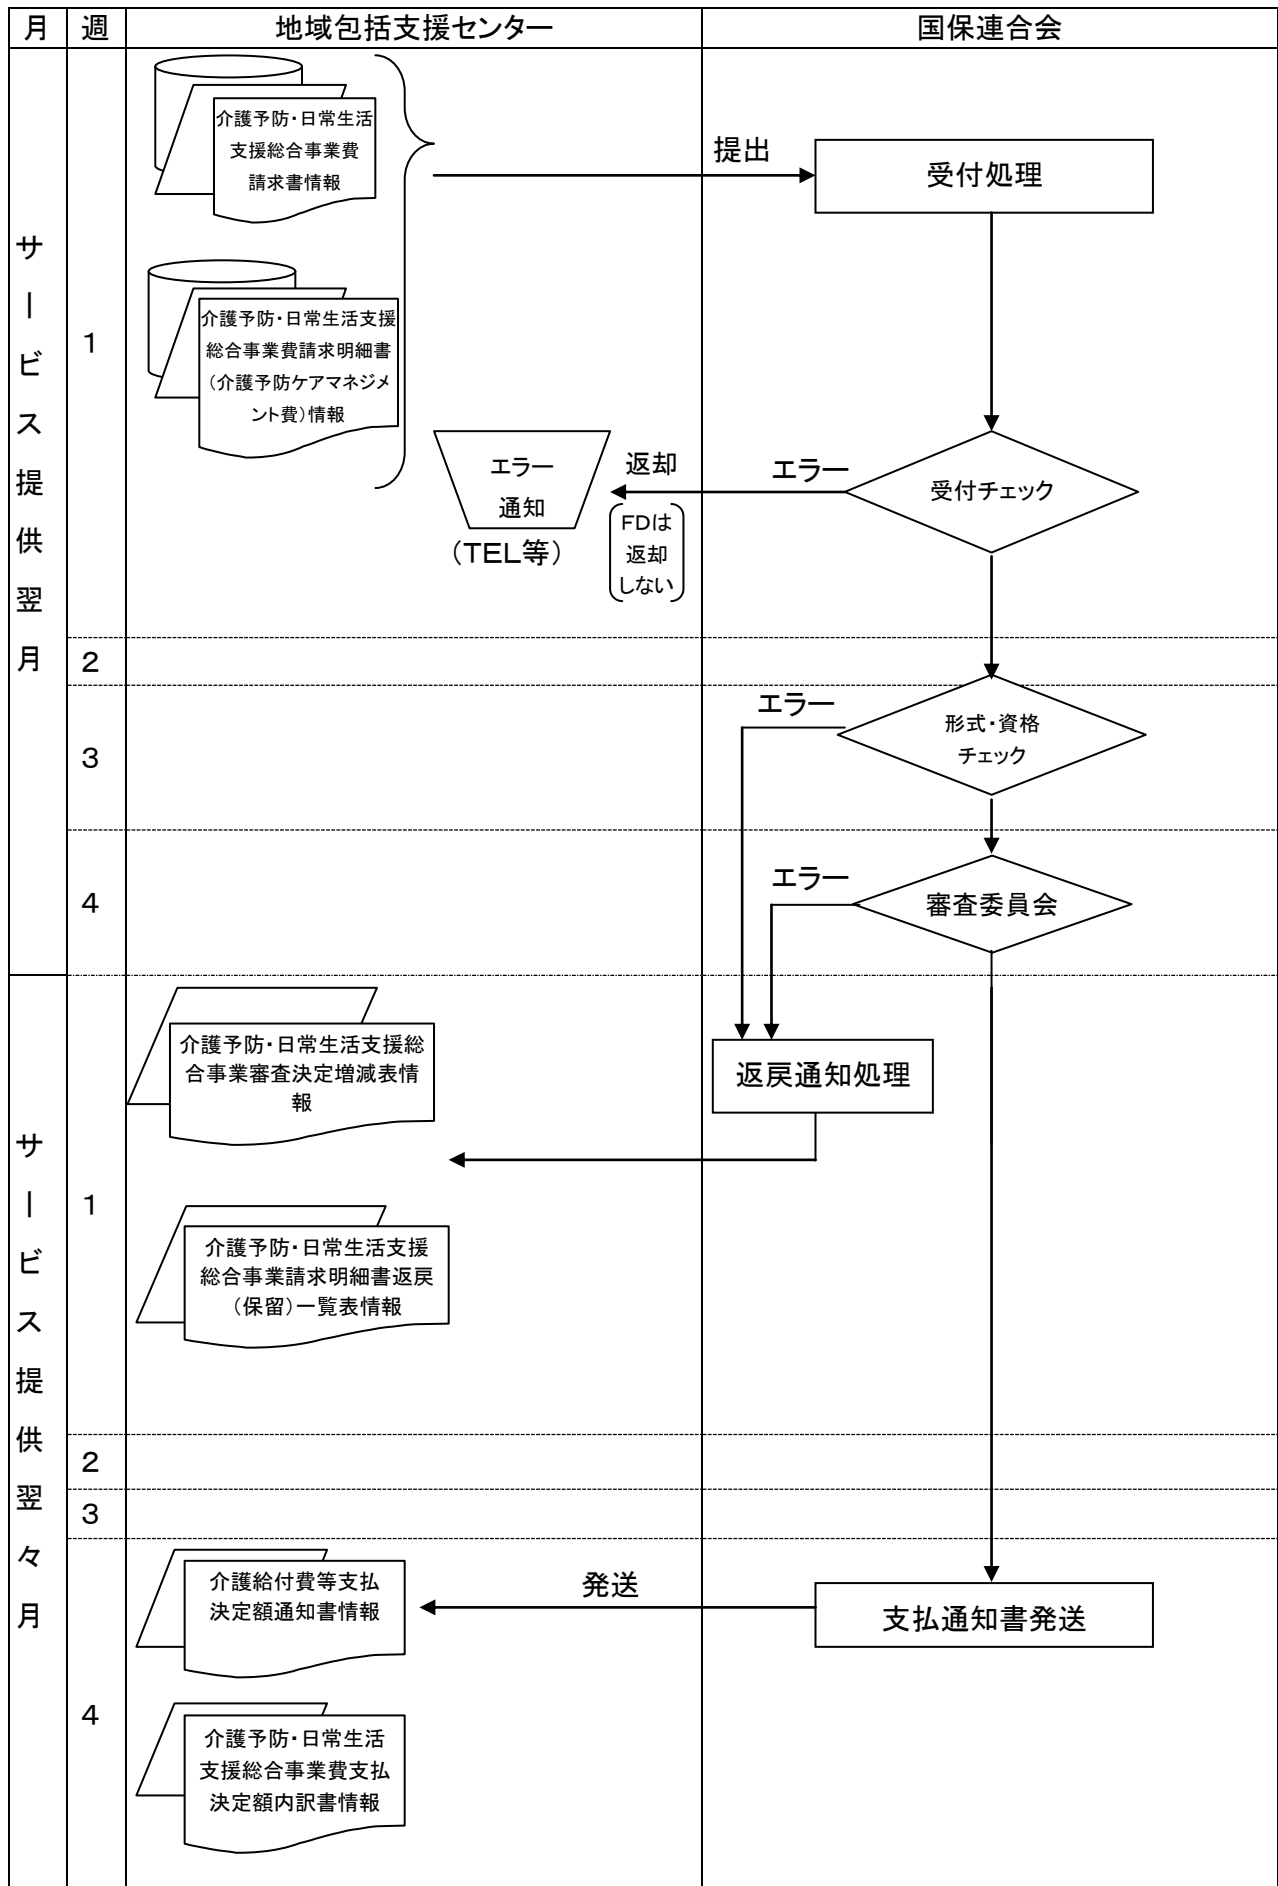 月 週 地域包括支援センター 国保連合会
サービス提供翌月
1
介護予防・日常生活
支援総合事業費
請求書情報
提出
受付処理
介護予防・日常生活支援
総合事業費請求明細書
（介護予防ケアマネジメ
ント費）情報
エラー
通知
（TEL等）
返却
FDは
返却
しない
エラー
受付チェック
2
3
エラー
形式・資格
チェック
4
エラー
審査委員会
サービス提供翌々月
1
介護予防・日常生活支援総
合事業審査決定増減表情
報
返戻通知処理
介護予防・日常生活支援
総合事業請求明細書返戻
（保留）一覧表情報
2
3
4
介護給付費等支払
決定額通知書情報
発送
支払通知書発送
介護予防・日常生活
支援総合事業費支払
決定額内訳書情報